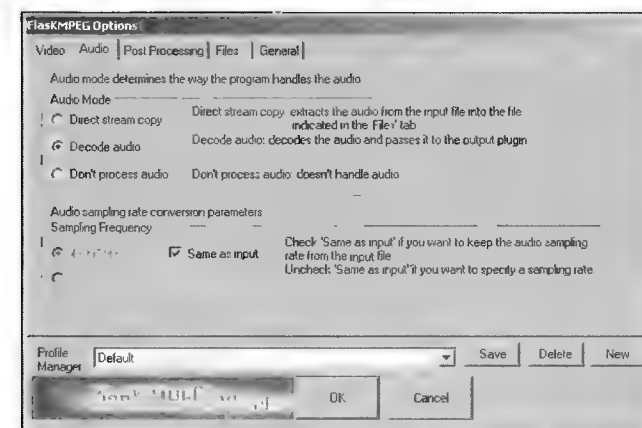 FlasKMPEG Options
Video Audio Post Processing Files General
Audio mode determines the way the program handles the audio
Audio Mode
Direct stream copy
Direct stream copy extracts the audio from the input file into the file
indicated in the Files' tab
Decode audio
Decode audio: decodes the audio and passes it to the output plugin
Don't process audio
Don't process audio: doesn't handle audio
Audio sampling rate conversion parameters
Sampling Frequency
Same as input
Check 'Same as input' if you want to keep the audio sampling
rate from the input file
Uncheck 'Same as input' if you want to specify a sampling rate
Profile
Manager
Default
Save Delete New
OK Cancel